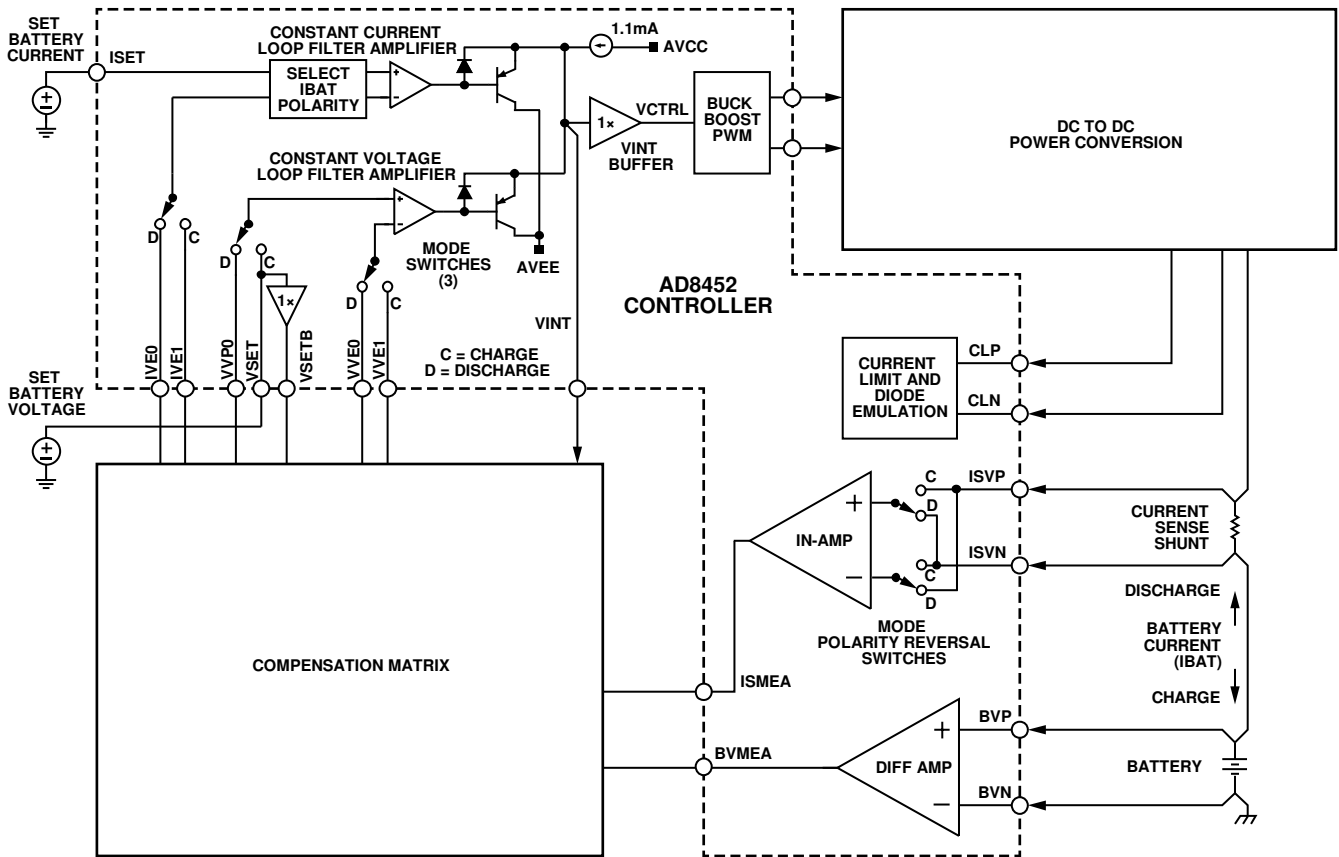 SET
BATTERY
CURRENT
ISET
CONSTANT CURRENT
LOOP FILTER AMPLIFIER
SELECT
IBAT
POLARITY
+
−
1.1mA
AVCC
1×
VINT
BUFFER
VCTRL
BUCK
BOOST
PWM
DC TO DC
POWER CONVERSION
CONSTANT VOLTAGE
LOOP FILTER AMPLIFIER
+
−
MODE
SWITCHES
(3)
AVEE
D
C
D
C
1×
D
C
AD8452
CONTROLLER
VINT
C = CHARGE
D = DISCHARGE
IVE0
IVE1
VVP0
VSET
VSETB
VVE0
VVE1
SET
BATTERY
VOLTAGE
CURRENT
LIMIT AND
DIODE
EMULATION
CLP
CLN
COMPENSATION MATRIX
IN-AMP
+
−
C
D
C
D
ISVP
ISVN
MODE
POLARITY REVERSAL
SWITCHES
CURRENT
SENSE
SHUNT
DISCHARGE
BATTERY
CURRENT
(IBAT)
CHARGE
ISMEA
BVMEA
DIFF AMP
+
−
BVP
BVN
BATTERY